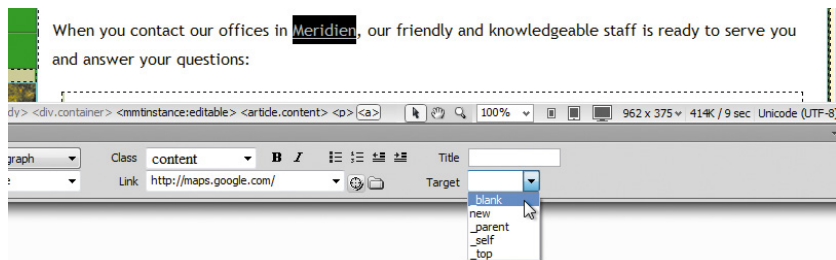 When you contact our offices in Meridien, our friendly and knowledgeable staff is ready to serve you
and answer your questions:
dy> <div.container> <mmtinstance:editable> <article.content> <p> <a> 100% 962 x 375 414K / 9 sec Unicode (UTF-8)
graph Class content B I Title
e Link http://maps.google.com/ Target
_blank
new
_parent
_self
_top